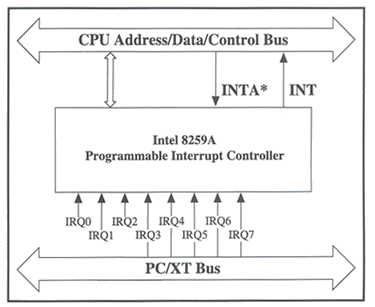 CPU Address/Data/Control Bus
INTA* INT
Intel 8259A
Programmable Interrupt Controller
IRQ0 IRQ2 IRQ4 IRQ6
IRQ1 IRQ3 IRQ5 IRQ7
PC/XT Bus